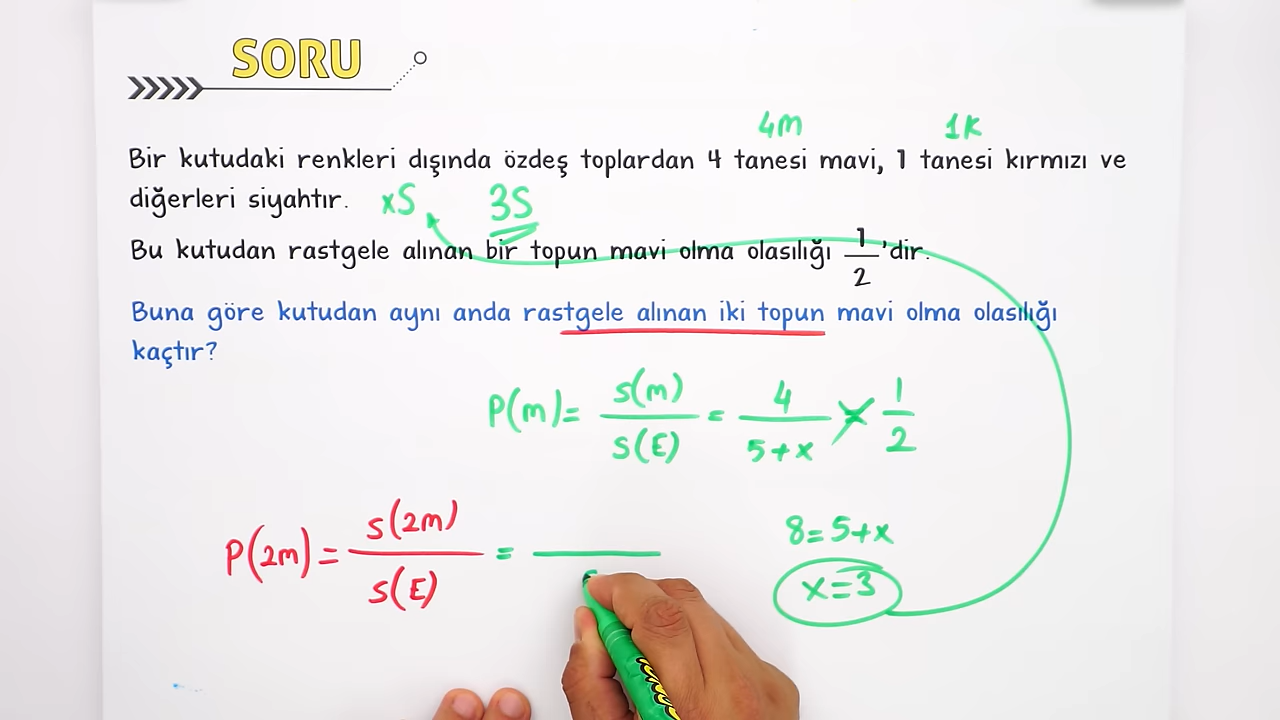 SORU
4m 1K
Bir kutudaki renkleri dışında özdeş toplardan 4 tanesi mavi, 1 tanesi kırmızı ve
diğerleri siyahtır. xS 3S
Bu kutudan rastgele alınan bir topun mavi olma olasılığı 1/2 'dir.
Buna göre kutudan aynı anda rastgele alınan iki topun mavi olma olasılığı
kaçtır?
P(m) = s(m)/s(E) = 4/5+x 1/2
8=5+x
x=3
P(2m) = s(2m)/s(E) =